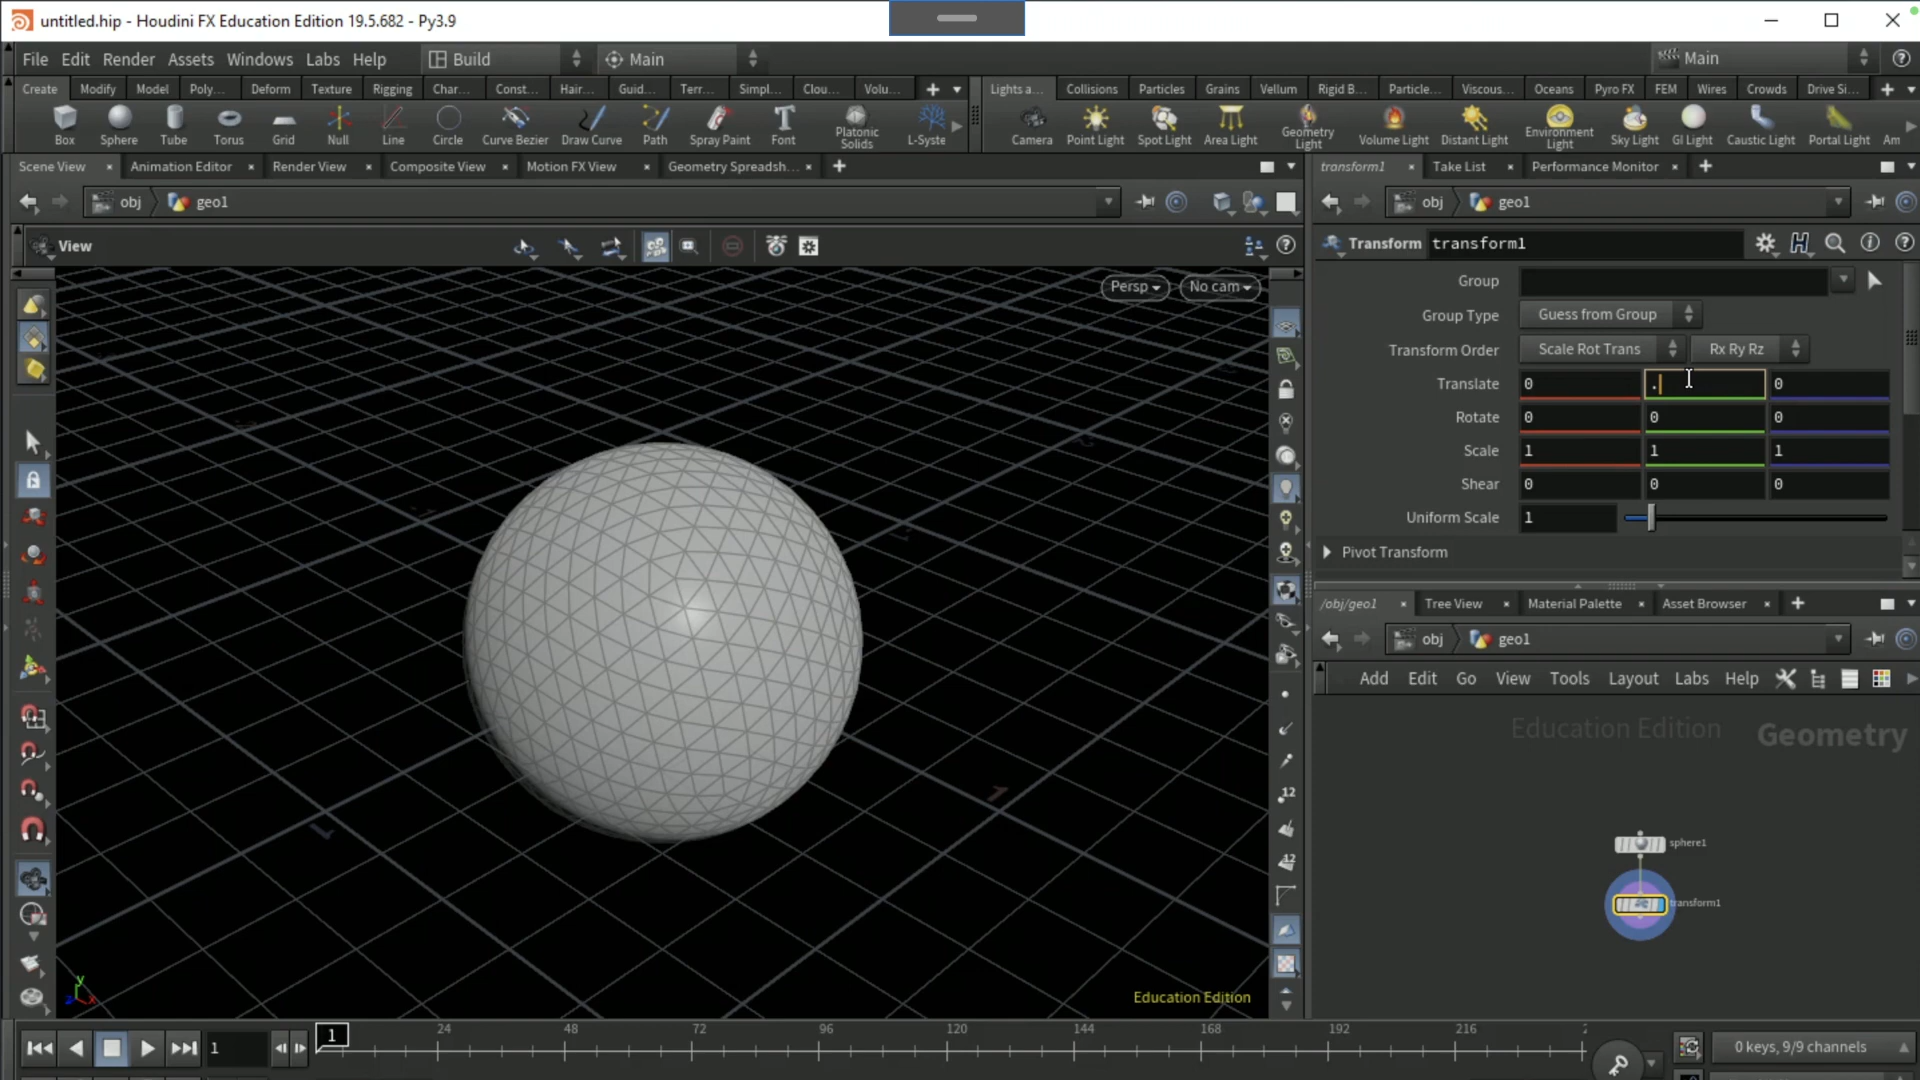 untitled.hip - Houdini FX Education Edition 19.5.682 - Py3.9
File Edit Render Assets Windows Labs Help Build Main Main
Create Modify Model Poly... Deform Texture Rigging Char... Const... Hair... Guid... Terr... Simpl... Clou... Volu... Lights a... Collisions Particles Grains Vellum Rigid B... Particle... Viscous... Oceans Pyro FX FEM Wires Crowds Drive Si...
Box Sphere Tube Torus Grid Null Line Circle Curve Bezier Draw Curve Path Spray Paint Font Platonic Solids L-Syste Camera Point Light Spot Light Area Light Geometry Light Volume Light Distant Light Environment Light Sky Light GI Light Caustic Light Portal Light Am
Scene View Animation Editor Render View Composite View Motion FX View Geometry Spreadsh... transform1 Take List Performance Monitor
obj geo1 obj geo1
View
Persp No cam
Transform transform1
Group
Group Type Guess from Group
Transform Order Scale Rot Trans Rx Ry Rz
Translate 0 . 0
Rotate 0 0 0
Scale 1 1 1
Shear 0 0 0
Uniform Scale 1
Pivot Transform
/obj/geo1 Tree View Material Palette Asset Browser
obj geo1
Add Edit Go View Tools Layout Labs Help
Education Edition Geometry
sphere1
transform1
12
12
y
z x
Education Edition
1 1 24 48 72 96 120 144 168 192 216 2
0 keys, 9/9 channels